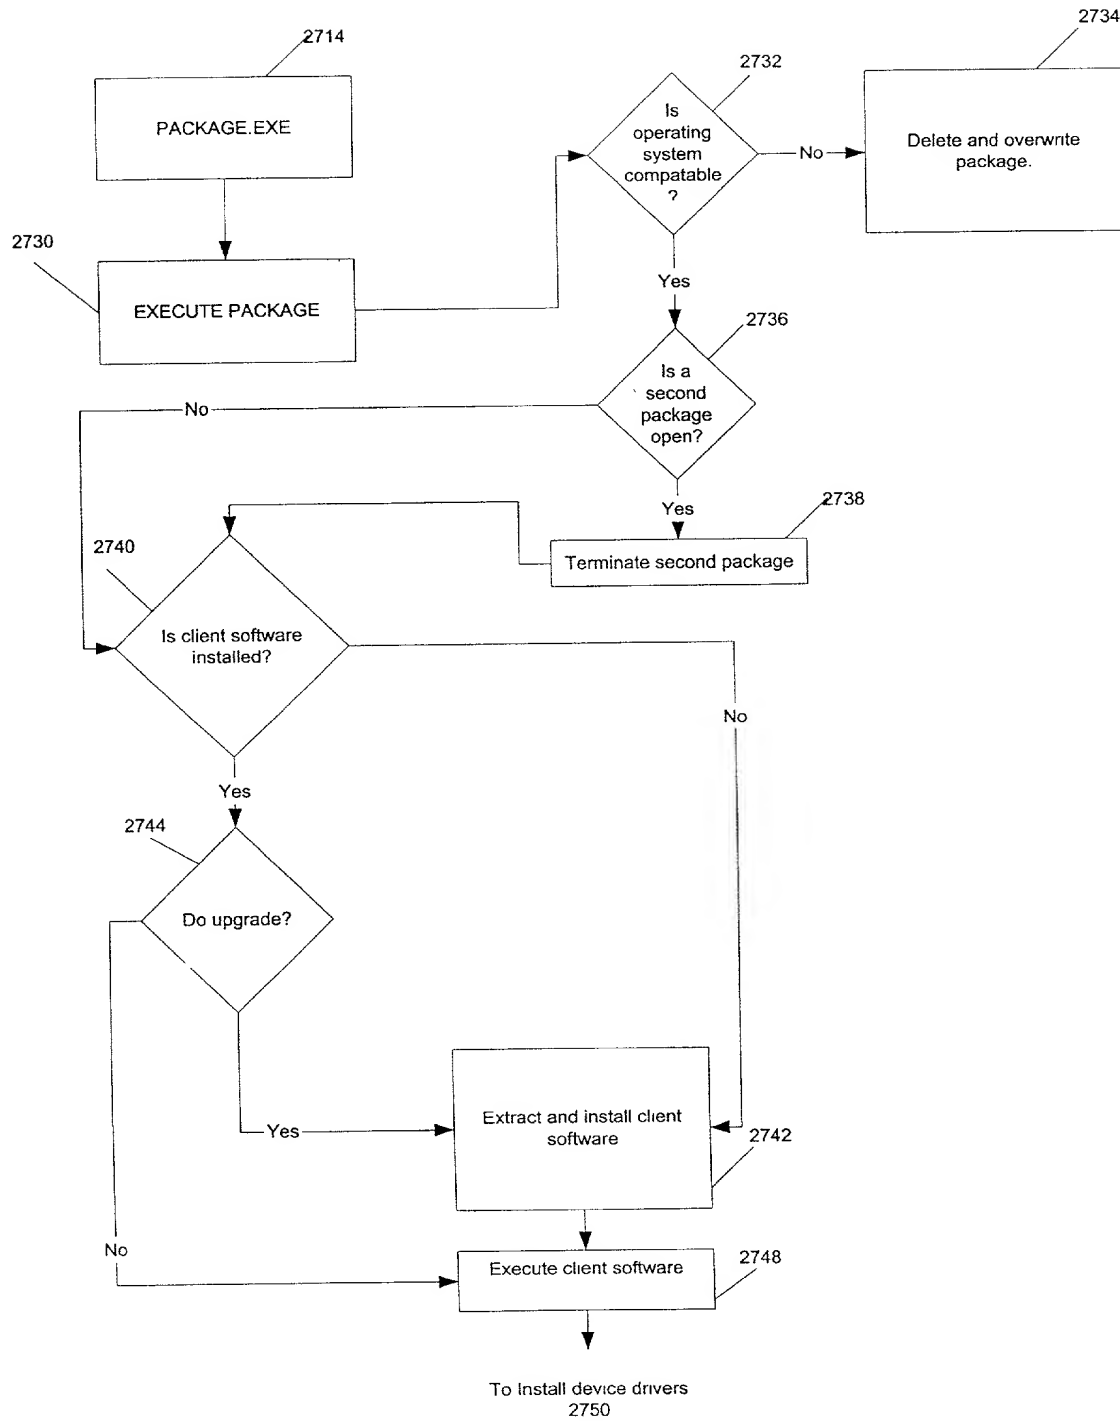 2714
PACKAGE.EXE
2730
EXECUTE PACKAGE
2732
Is
operating
system
compatable
?
No
2734
Delete and overwrite
package.
Yes
2736
Is a
second
package
open?
No
Yes
2738
Terminate second package
2740
Is client software
installed?
No
Yes
2744
Do upgrade?
Yes
Extract and install client
software
2742
No
Execute client software
2748
To Install device drivers
2750